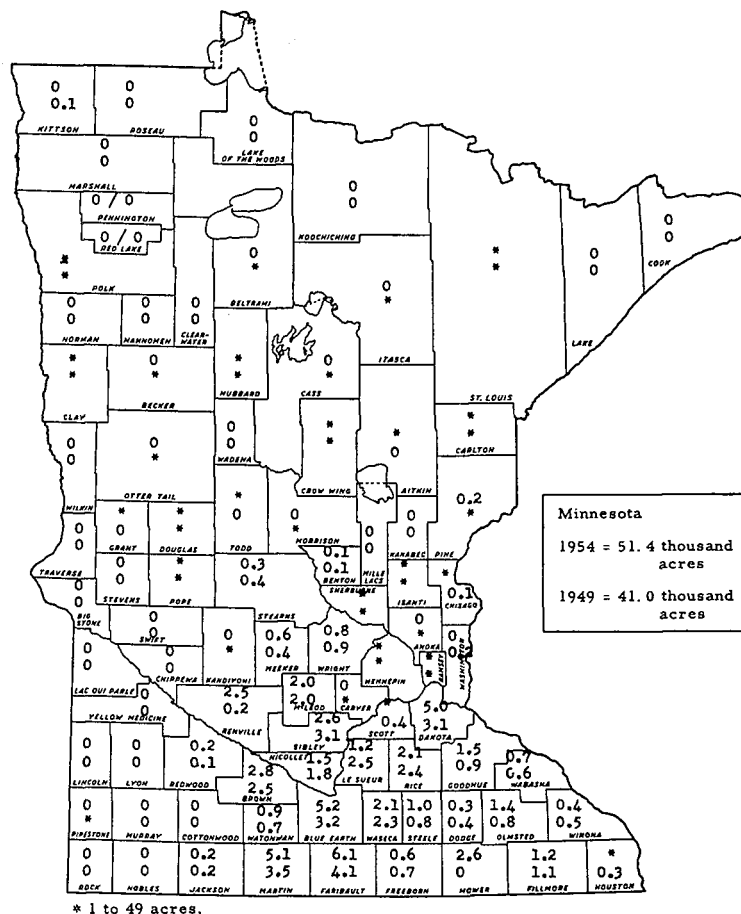 0 0
0.1 0
KITTSON ROSEAU
0
0
LAKE
OF THE WOODS
0
0
MARSHALL
0 / 0
PENNINGTON
0 / 0
RED LAKE
0
0
KOOCHICHING
0
0
COOK
*
*
POLK
0
*
BELTRAMI
0
*
ITASCA
*
*
ST. LOUIS
0
0
LAKE
0 0 0
0 0 0
NORMAN MAHNOMEN CLEAR-
WATER
*
*
CLAY
0
*
BECKER
*
*
HUBBARD
0
*
CASS
*
*
CARLTON
0
0
WILKIN
0
*
OTTER TAIL
0
0
WADENA
*
*
CROW WING
*
0
AITKIN
0.2
*
PINE
*
0
GRANT
*
*
DOUGLAS
*
0
TODD
0
*
MORRISON
0
0
MILLE
LACS
0
0
KANABEC
0
0
TRAVERSE
0
0
STEVENS
*
*
POPE
0.3
0.4
STEARNS
0.1
0.1
BENTON
*
*
SHERBURNE
*
*
ISANTI
*
0.1
CHISAGO
0
0
BIG
STONE
0
0
SWIFT
0
*
KANDIYOHI
0.6
0.4
MEEKER
0.8
0.9
WRIGHT
*
*
HENNEPIN
0
*
ANOKA
*
*
RAMSEY
0
WASHINGTON
0
0
LAC QUI PARLE
0
0
CHIPPEWA
0
0
YELLOW MEDICINE
2.5
0.2
RENVILLE
2.0
2.0
McLEOD
0
*
CARVER
2.6
3.1
SIBLEY
*
0.4
SCOTT
5.0
3.1
DAKOTA
0 0 0.2
0 0 0.1
LINCOLN LYON REDWOOD
2.8
2.5
BROWN
NICOLLET
1.5
1.8
1.2
2.5
LE SUEUR
2.1
2.4
RICE
1.5
0.9
GOODHUE
0.7
0.6
WABASHA
0 0 0 0.9 5.2 2.1 1.0 0.3 1.4 0.4
* 0 0 0.7 3.2 2.3 0.8 0.4 0.8 0.5
PIPESTONE MURRAY COTTONWOOD WATONWAN BLUE EARTH WASECA STEELE DODGE OLMSTED WINONA
0 0 0.2 5.1 6.1 0.6 2.6 1.2 *
0 0 0.2 3.5 4.1 0.7 0 1.1 0.3
ROCK NOBLES JACKSON MARTIN FARIBAULT FREEBORN MOWER FILLMORE HOUSTON
Minnesota
1954 = 51.4 thousand
acres
1949 = 41.0 thousand
acres
* 1 to 49 acres.